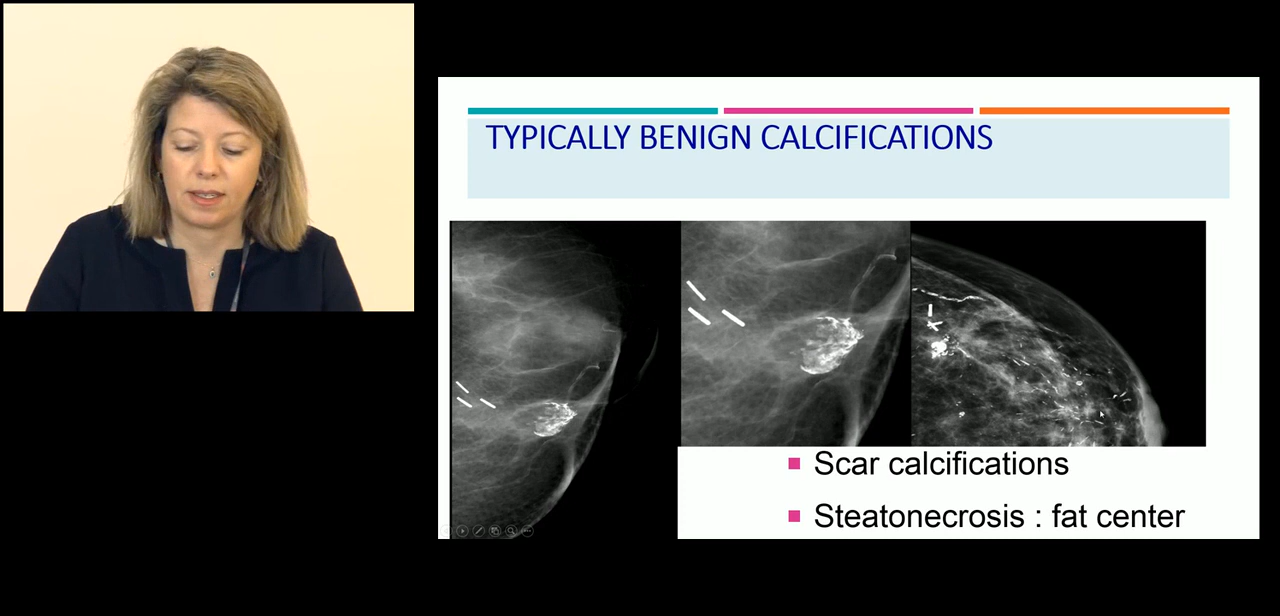 TYPICALLY BENIGN CALCIFICATIONS
Scar calcifications
Steatonecrosis : fat center